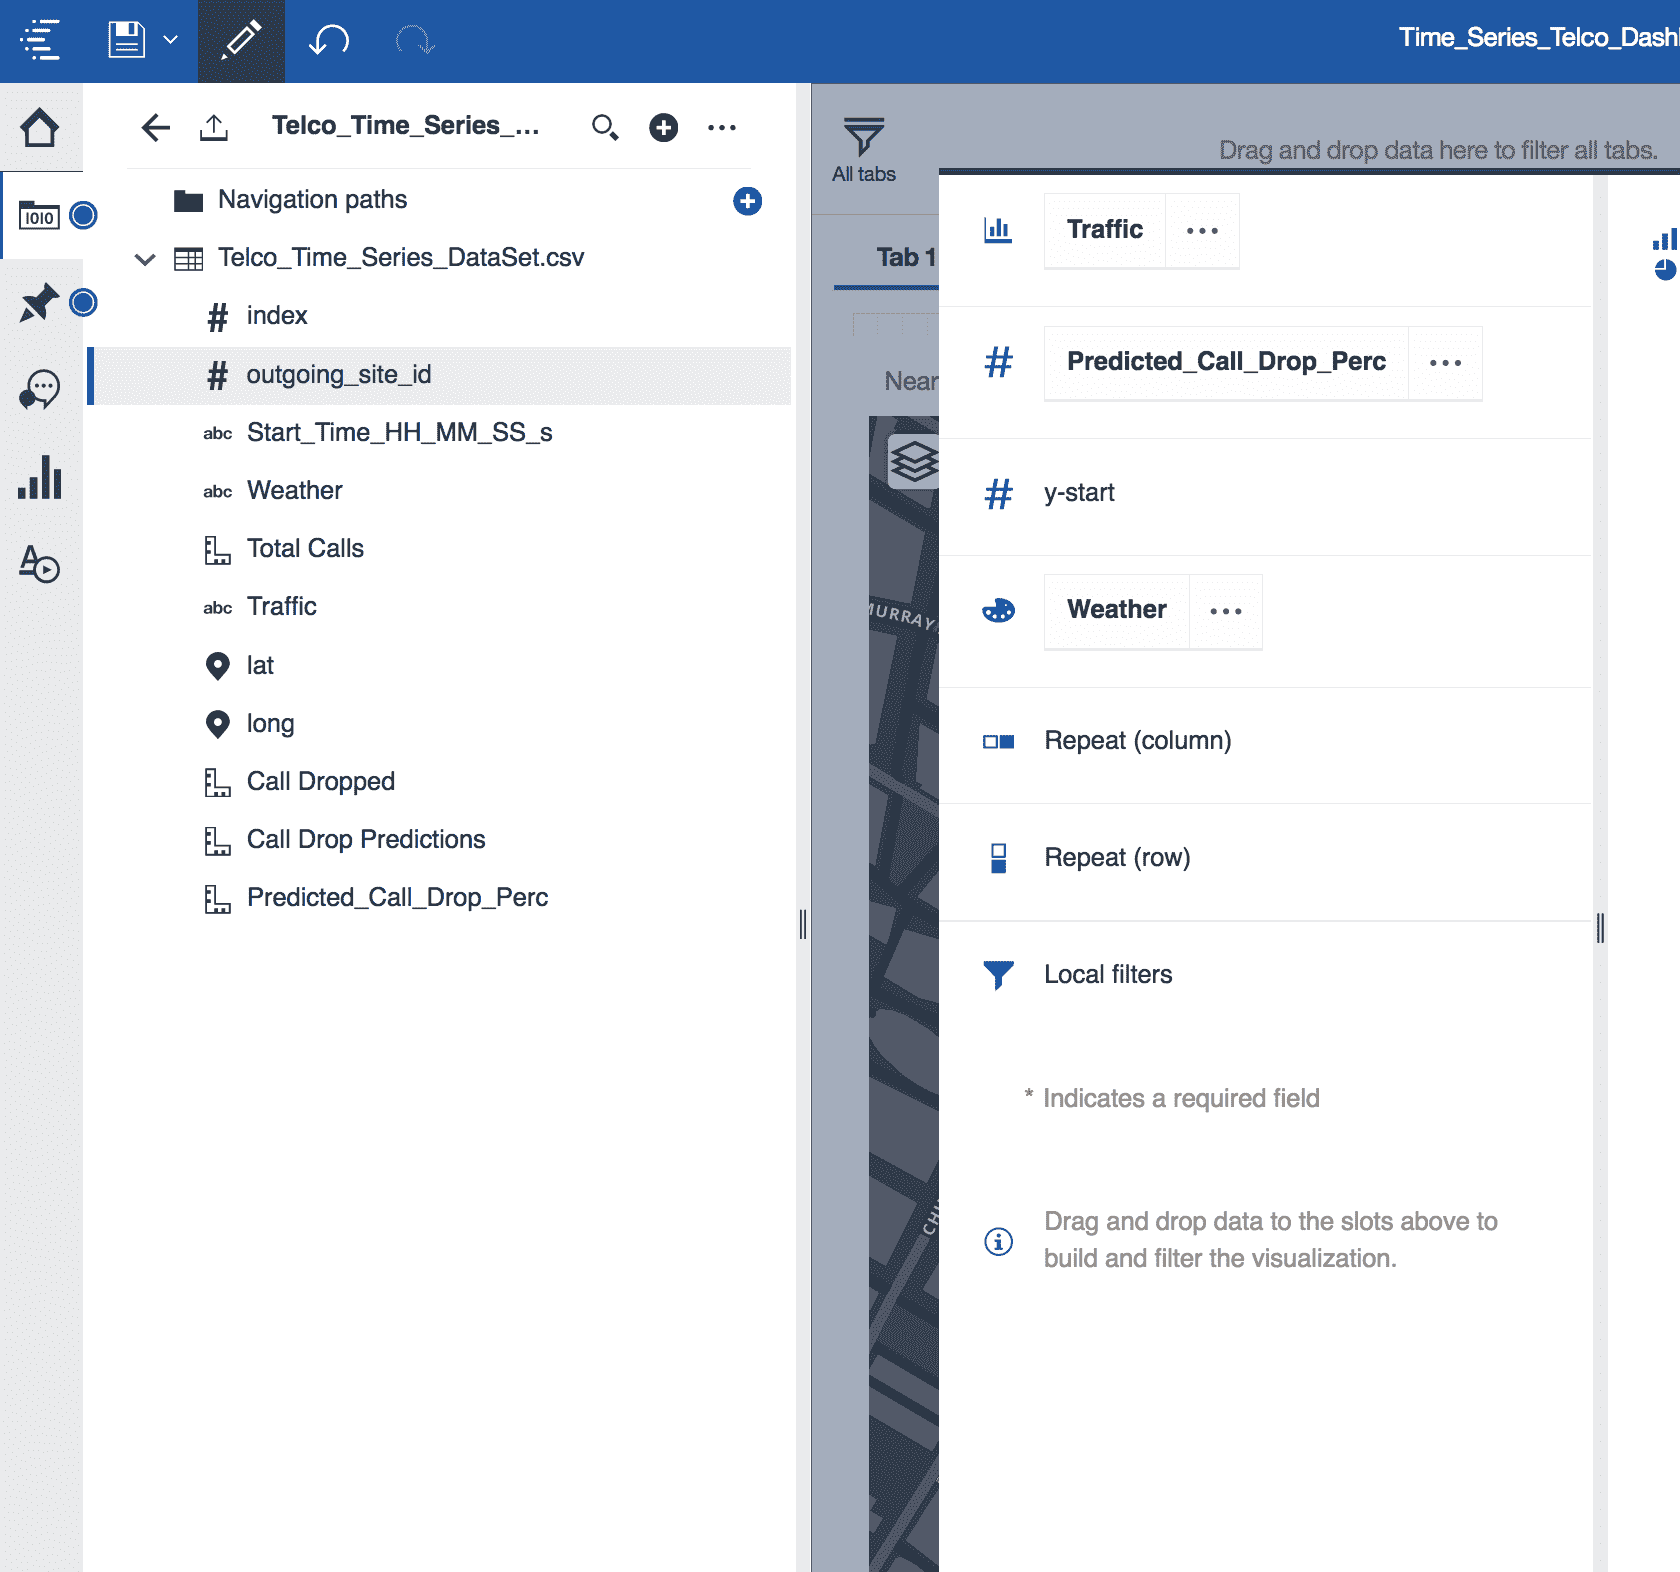 Time_Series_Telco_Dash
Telco_Time_Series_...
Navigation paths
Telco_Time_Series_DataSet.csv
# index
# outgoing_site_id
abc Start_Time_HH_MM_SS_s
abc Weather
Total Calls
abc Traffic
lat
long
Call Dropped
Call Drop Predictions
Predicted_Call_Drop_Perc
All tabs
Drag and drop data here to filter all tabs.
Tab 1
Near
MURRAY
CHU
Traffic
# Predicted_Call_Drop_Perc
# y-start
Weather
Repeat (column)
Repeat (row)
Local filters
* Indicates a required field
Drag and drop data to the slots above to
build and filter the visualization.